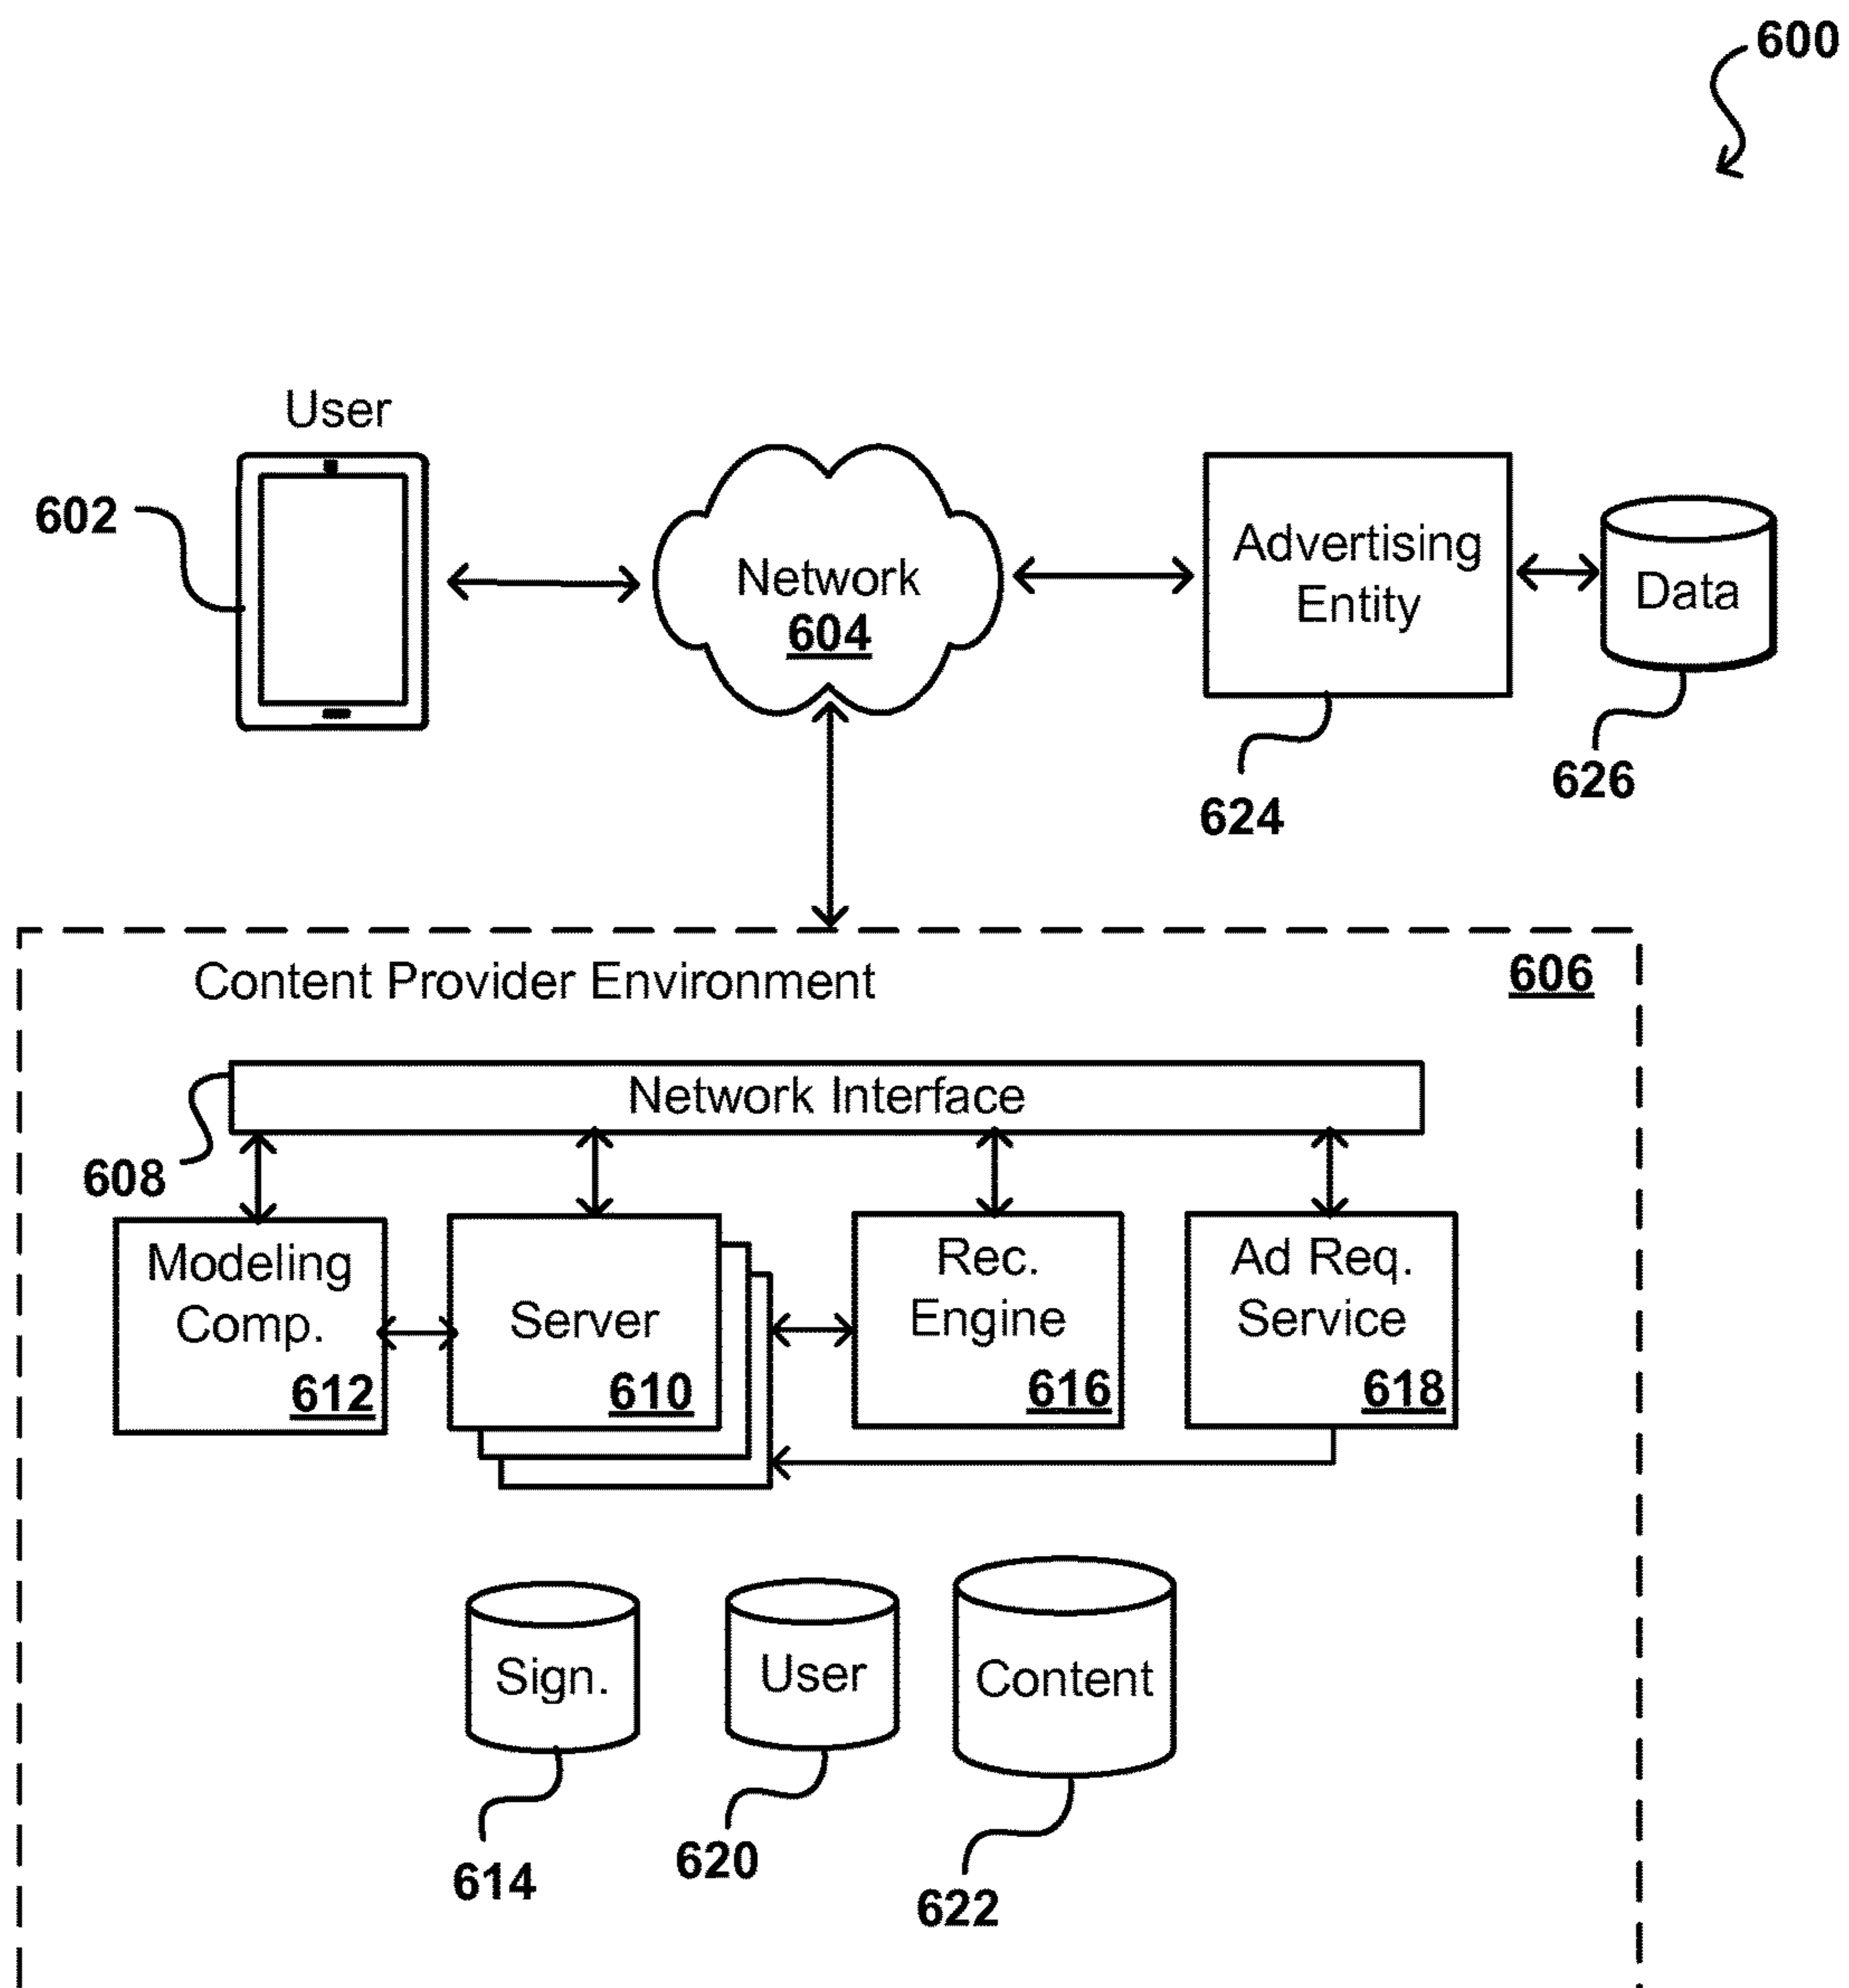 600
User
602
Network
604
Advertising
Entity
Data
624
626
Content Provider Environment
606
Network Interface
608
Modeling
Comp.
612
Server
610
Rec.
Engine
616
Ad Req.
Service
618
Sign.
User
Content
614
620
622